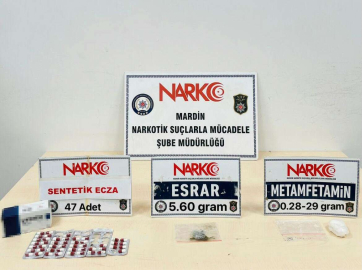 NARKO
MARDİN
NARKOTİK SUÇLARLA MÜCADELE
ŞUBE MÜDÜRLÜĞÜ
NARKO
SENTETİK ECZA
47 Adet
NARKO
ESRAR
5.60 gram
NARKO
METAMFETAMİN
0.28-29 gram